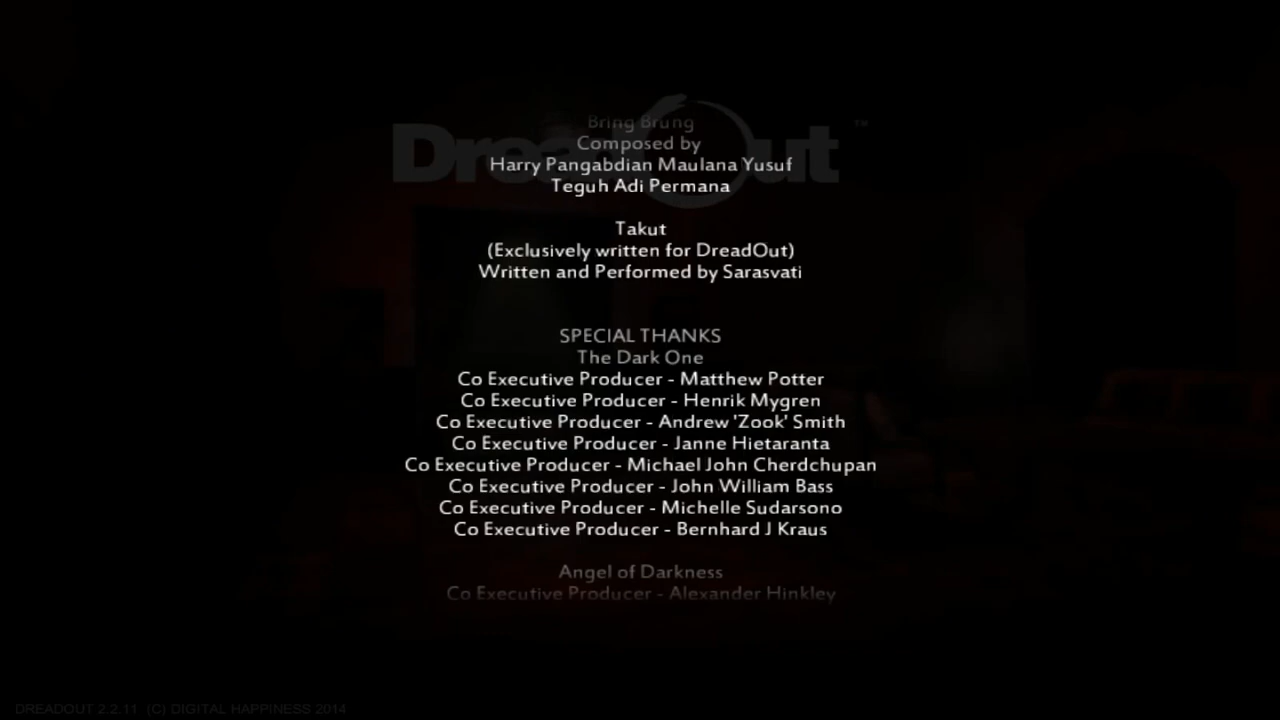 DreadOut ™
Bring Brung
Composed by
Harry Pangabdian Maulana Yusuf
Teguh Adi Permana
Takut
(Exclusively written for DreadOut)
Written and Performed by Sarasvati
SPECIAL THANKS
The Dark One
Co Executive Producer - Matthew Potter
Co Executive Producer - Henrik Mygren
Co Executive Producer - Andrew 'Zook' Smith
Co Executive Producer - Janne Hietaranta
Co Executive Producer - Michael John Cherdchupan
Co Executive Producer - John William Bass
Co Executive Producer - Michelle Sudarsono
Co Executive Producer - Bernhard J Kraus
Angel of Darkness
Co Executive Producer - Alexander Hinkley
DREADOUT 2.2.11 (C) DIGITAL HAPPINESS 2014